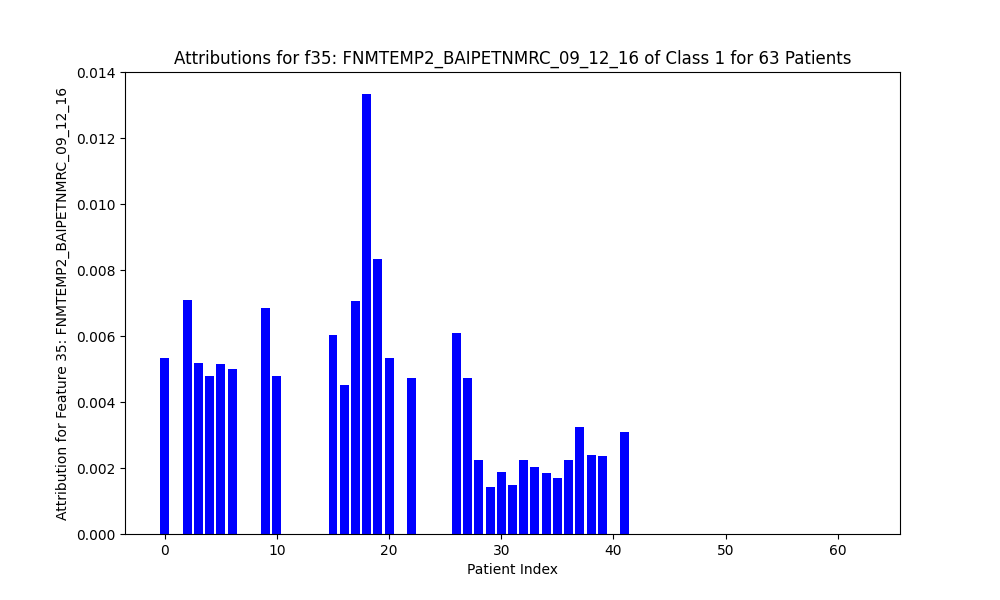 Attributions for f35: FNMTEMP2_BAIPETNMRC_09_12_16 of Class 1 for 63 Patients
Attribution for Feature 35: FNMTEMP2_BAIPETNMRC_09_12_16
0.014
0.012
0.010
0.008
0.006
0.004
0.002
0.000
0 10 20 30 40 50 60
Patient Index